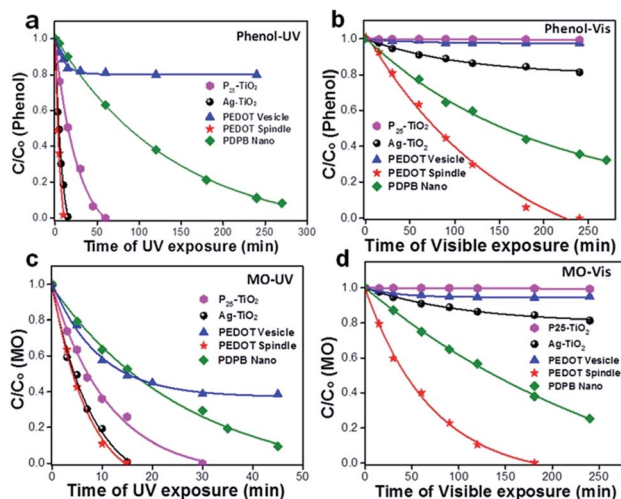 a
Phenol-UV
C/Co (Phenol)
1.0
0.8
0.6
0.4
0.2
0.0
P25-TiO2
Ag-TiO2
PEDOT Vesicle
PEDOT Spindle
PDPB Nano
0 50 100 150 200 250 300
Time of UV exposure (min)
b
Phenol-Vis
C/Co (Phenol)
1.0
0.8
0.6
0.4
0.2
0.0
P25-TiO2
Ag-TiO2
PEDOT Vesicle
PEDOT Spindle
PDPB Nano
0 50 100 150 200 250
Time of Visible exposure (min)
c
MO-UV
C/Co (MO)
1.0
0.8
0.6
0.4
0.2
0.0
P25-TiO2
Ag-TiO2
PEDOT Vesicle
PEDOT Spindle
PDPB Nano
0 10 20 30 40
Time of UV exposure (min)
d
MO-Vis
C/Co (MO)
1.0
0.8
0.6
0.4
0.2
0.0
P25-TiO2
Ag-TiO2
PEDOT Vesicle
PEDOT Spindle
PDPB Nano
0 50 100 150 200 250
Time of Visible exposure (min)